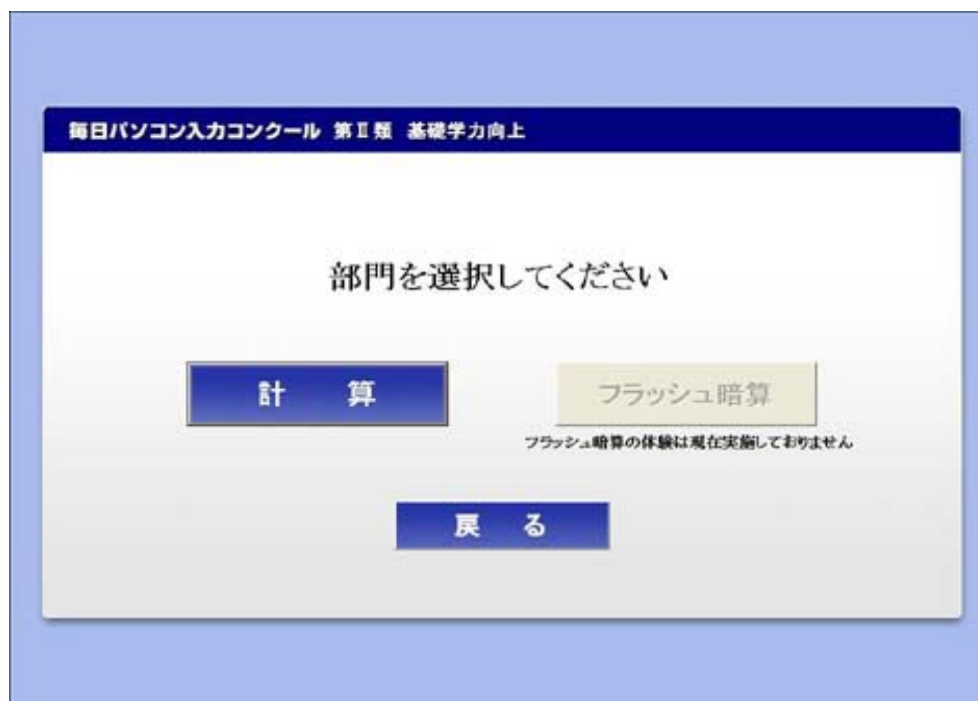 毎日パソコン入力コンクール 第Ⅱ類 基礎学力向上
部門を選択してください
計 算
フラッシュ暗算
フラッシュ暗算の体験は現在実施しておりません
戻 る